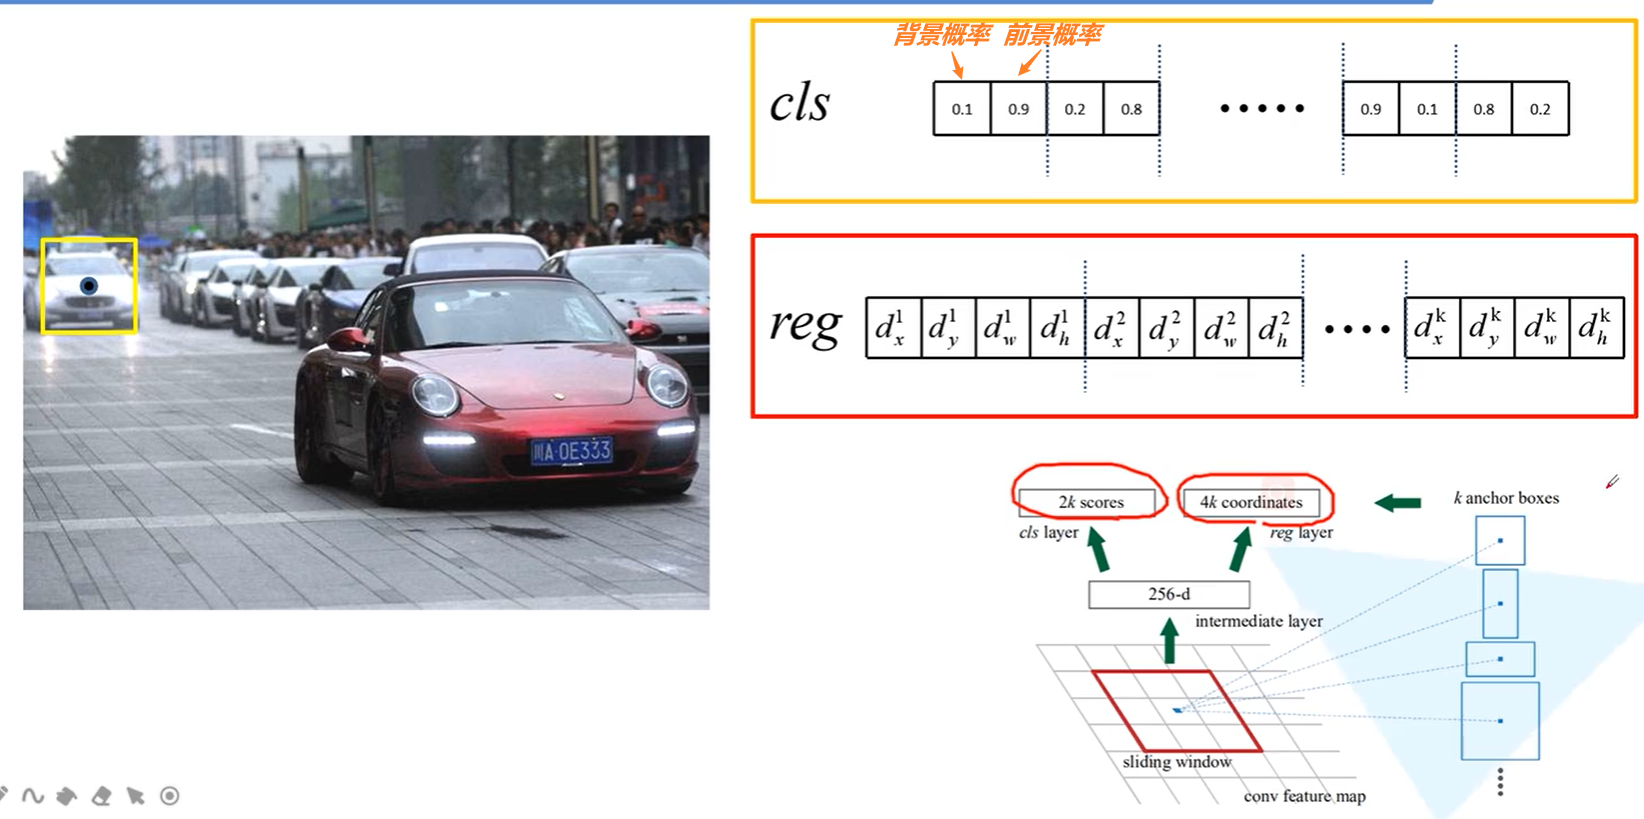 背景概率 前景概率
cls
0.1 0.9 0.2 0.8 ••••• 0.9 0.1 0.8 0.2
reg
d_x^1 d_y^1 d_w^1 d_h^1 d_x^2 d_y^2 d_w^2 d_h^2 •••• d_x^k d_y^k d_w^k d_h^k
川A·0E333
2k scores
4k coordinates
k anchor boxes
cls layer
reg layer
256-d
intermediate layer
sliding window
conv feature map